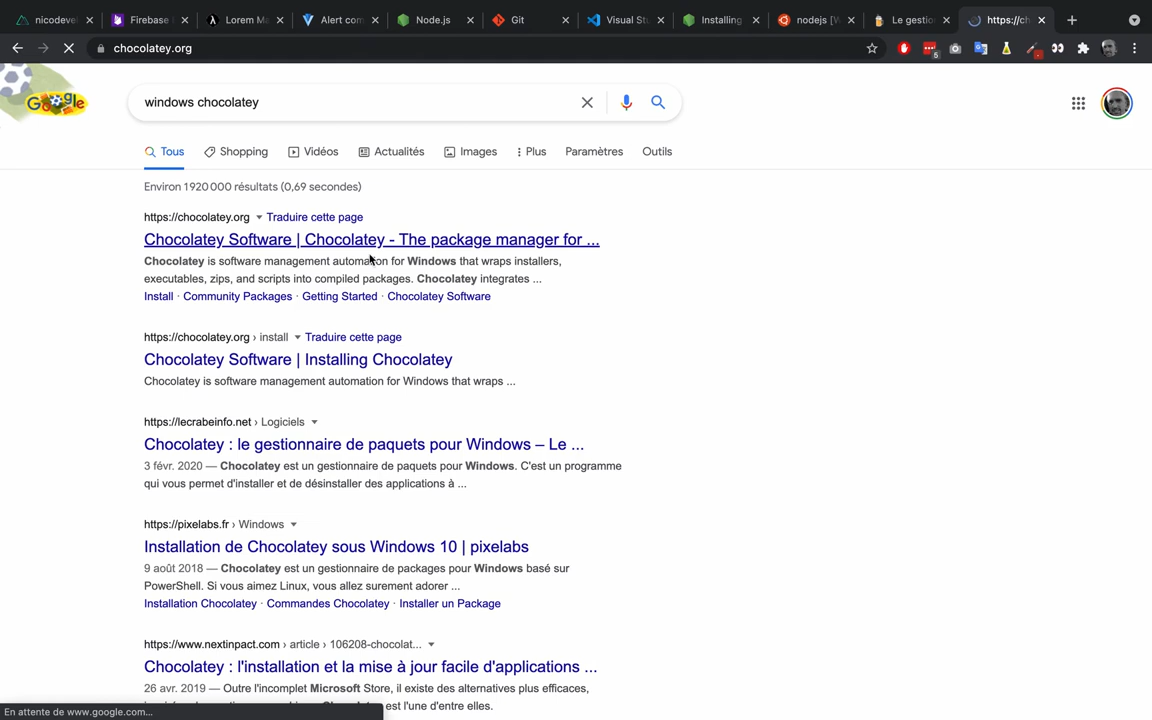 nicodeve
Firebase C
Lorem Ma
Alert com
Node.js
Git
Visual Stu
Installing
nodejs [W
Le gestion
https://ch
chocolatey.org
5
Google
windows chocolatey
Tous
Shopping
Vidéos
Actualités
Images
Plus
Paramètres
Outils
Environ 1 920 000 résultats (0,69 secondes)
https://chocolatey.org Traduire cette page
Chocolatey Software | Chocolatey - The package manager for ...
Chocolatey is software management automation for Windows that wraps installers,
executables, zips, and scripts into compiled packages. Chocolatey integrates ...
Install · Community Packages · Getting Started · Chocolatey Software
https://chocolatey.org › install Traduire cette page
Chocolatey Software | Installing Chocolatey
Chocolatey is software management automation for Windows that wraps ...
https://lecrabeinfo.net › Logiciels
Chocolatey : le gestionnaire de paquets pour Windows – Le ...
3 févr. 2020 — Chocolatey est un gestionnaire de paquets pour Windows. C'est un programme
qui vous permet d'installer et de désinstaller des applications à ...
https://pixelabs.fr › Windows
Installation de Chocolatey sous Windows 10 | pixelabs
9 août 2018 — Chocolatey est un gestionnaire de packages pour Windows basé sur
PowerShell. Si vous aimez Linux, vous allez surement adorer ...
Installation Chocolatey · Commandes Chocolatey · Installer un Package
https://www.nextinpact.com › article › 106208-chocolat...
Chocolatey : l'installation et la mise à jour facile d'applications ...
26 avr. 2019 — Outre l'incomplet Microsoft Store, il existe des alternatives plus efficaces,
est l'une d'entre elles.
En attente de www.google.com...